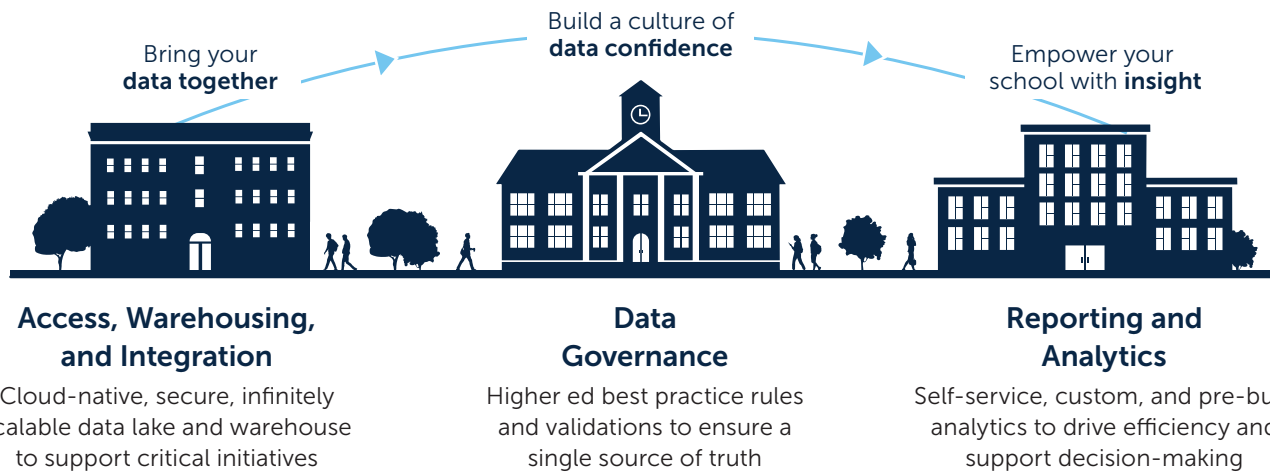 Build a culture of
data confidence
Bring your
data together
Empower your
school with insight
Access, Warehousing,
and Integration
Cloud-native, secure, infinitely
calable data lake and warehouse
to support critical initiatives
Data
Governance
Higher ed best practice rules
and validations to ensure a
single source of truth
Reporting and
Analytics
Self-service, custom, and pre-bu
analytics to drive efficiency and
support decision-making